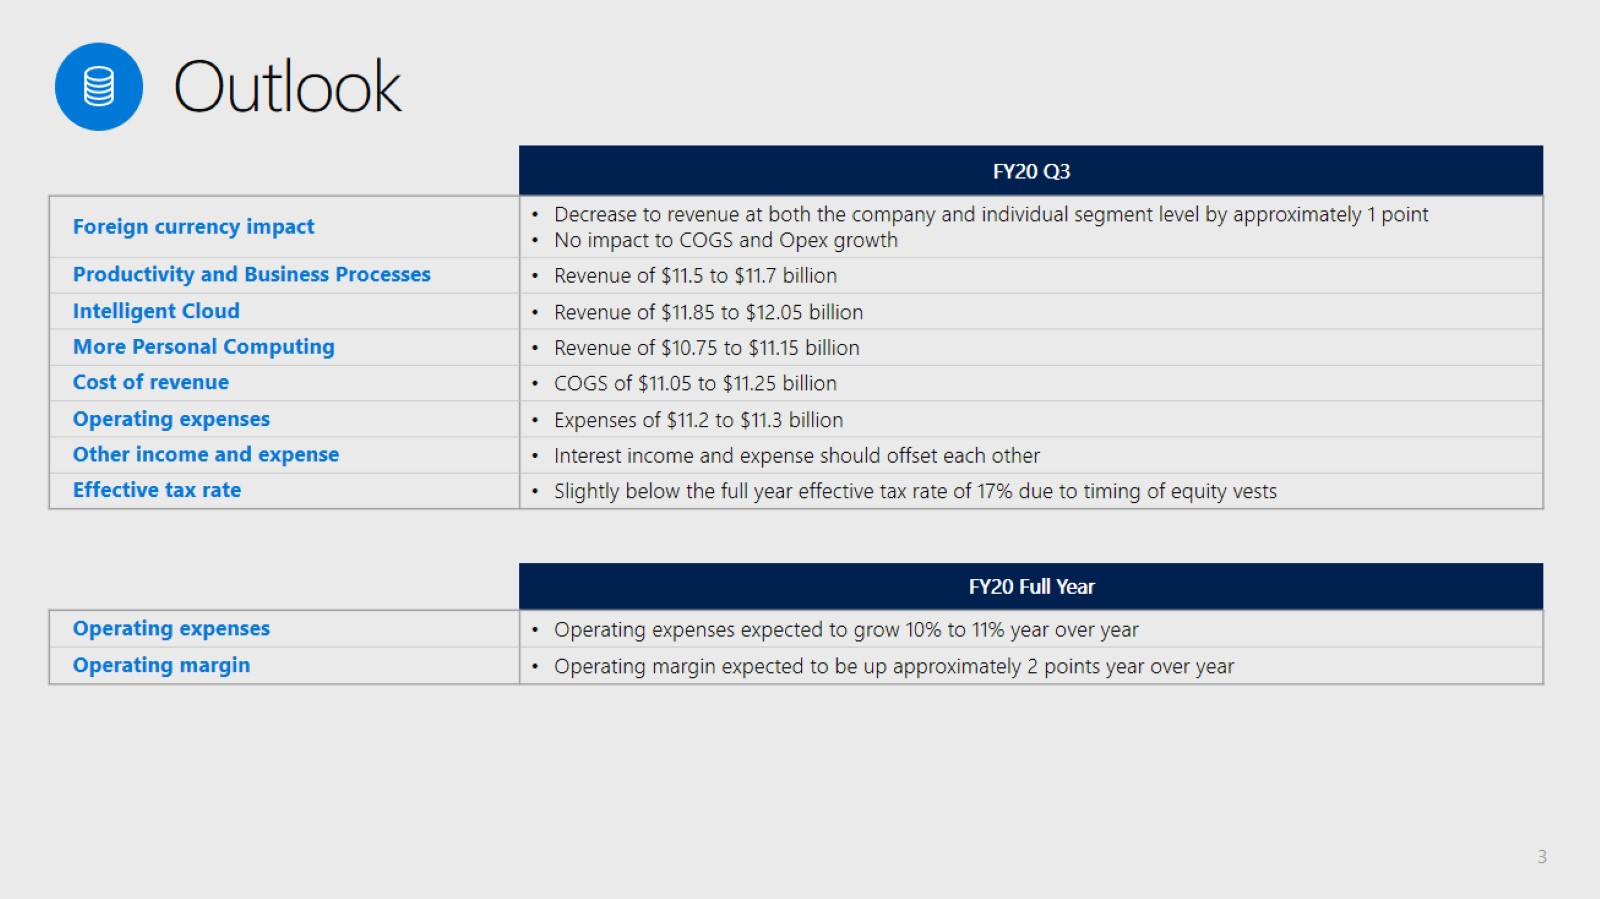 Outlook
FY20 Q3
Foreign currency impact
• Decrease to revenue at both the company and individual segment level by approximately 1 point
• No impact to COGS and Opex growth
Productivity and Business Processes
• Revenue of $11.5 to $11.7 billion
Intelligent Cloud
• Revenue of $11.85 to $12.05 billion
More Personal Computing
• Revenue of $10.75 to $11.15 billion
Cost of revenue
• COGS of $11.05 to $11.25 billion
Operating expenses
• Expenses of $11.2 to $11.3 billion
Other income and expense
• Interest income and expense should offset each other
Effective tax rate
• Slightly below the full year effective tax rate of 17% due to timing of equity vests
FY20 Full Year
Operating expenses
• Operating expenses expected to grow 10% to 11% year over year
Operating margin
• Operating margin expected to be up approximately 2 points year over year
3